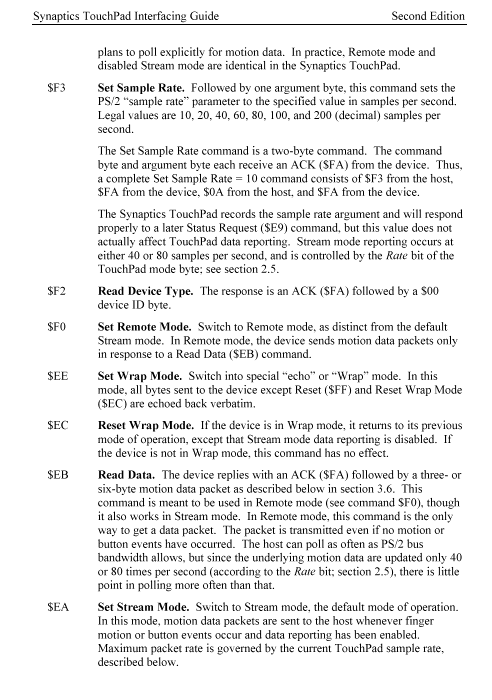 Synaptics TouchPad Interfacing Guide Second Edition
plans to poll explicitly for motion data. In practice, Remote mode and
disabled Stream mode are identical in the Synaptics TouchPad.
$F3 Set Sample Rate. Followed by one argument byte, this command sets the
PS/2 “sample rate” parameter to the specified value in samples per second.
Legal values are 10, 20, 40, 60, 80, 100, and 200 (decimal) samples per
second.
The Set Sample Rate command is a two-byte command. The command
byte and argument byte each receive an ACK ($FA) from the device. Thus,
a complete Set Sample Rate = 10 command consists of $F3 from the host,
$FA from the device, $0A from the host, and $FA from the device.
The Synaptics TouchPad records the sample rate argument and will respond
properly to a later Status Request ($E9) command, but this value does not
actually affect TouchPad data reporting. Stream mode reporting occurs at
either 40 or 80 samples per second, and is controlled by the Rate bit of the
TouchPad mode byte; see section 2.5.
$F2 Read Device Type. The response is an ACK ($FA) followed by a $00
device ID byte.
$F0 Set Remote Mode. Switch to Remote mode, as distinct from the default
Stream mode. In Remote mode, the device sends motion data packets only
in response to a Read Data ($EB) command.
$EE Set Wrap Mode. Switch into special “echo” or “Wrap” mode. In this
mode, all bytes sent to the device except Reset ($FF) and Reset Wrap Mode
($EC) are echoed back verbatim.
$EC Reset Wrap Mode. If the device is in Wrap mode, it returns to its previous
mode of operation, except that Stream mode data reporting is disabled. If
the device is not in Wrap mode, this command has no effect.
$EB Read Data. The device replies with an ACK ($FA) followed by a three- or
six-byte motion data packet as described below in section 3.6. This
command is meant to be used in Remote mode (see command $F0), though
it also works in Stream mode. In Remote mode, this command is the only
way to get a data packet. The packet is transmitted even if no motion or
button events have occurred. The host can poll as often as PS/2 bus
bandwidth allows, but since the underlying motion data are updated only 40
or 80 times per second (according to the Rate bit; section 2.5), there is little
point in polling more often than that.
$EA Set Stream Mode. Switch to Stream mode, the default mode of operation.
In this mode, motion data packets are sent to the host whenever finger
motion or button events occur and data reporting has been enabled.
Maximum packet rate is governed by the current TouchPad sample rate,
described below.